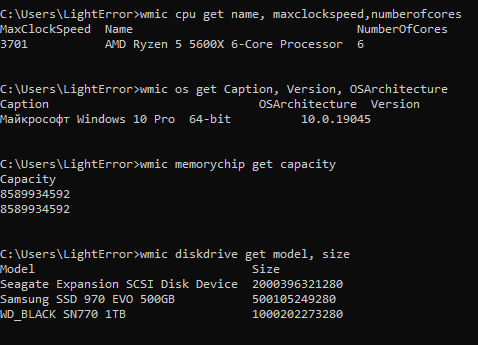 C:\Users\LightError>wmic cpu get name, maxclockspeed,numberofcores
MaxClockSpeed  Name                               NumberOfCores
3701           AMD Ryzen 5 5600X 6-Core Processor  6
C:\Users\LightError>wmic os get Caption, Version, OSArchitecture
Caption                              OSArchitecture  Version
Майкрософт Windows 10 Pro  64-bit          10.0.19045
C:\Users\LightError>wmic memorychip get capacity
Capacity
8589934592
8589934592
C:\Users\LightError>wmic diskdrive get model, size
Model                              Size
Seagate Expansion SCSI Disk Device  2000396321280
Samsung SSD 970 EVO 500GB           500105249280
WD_BLACK SN770 1TB                  1000202273280